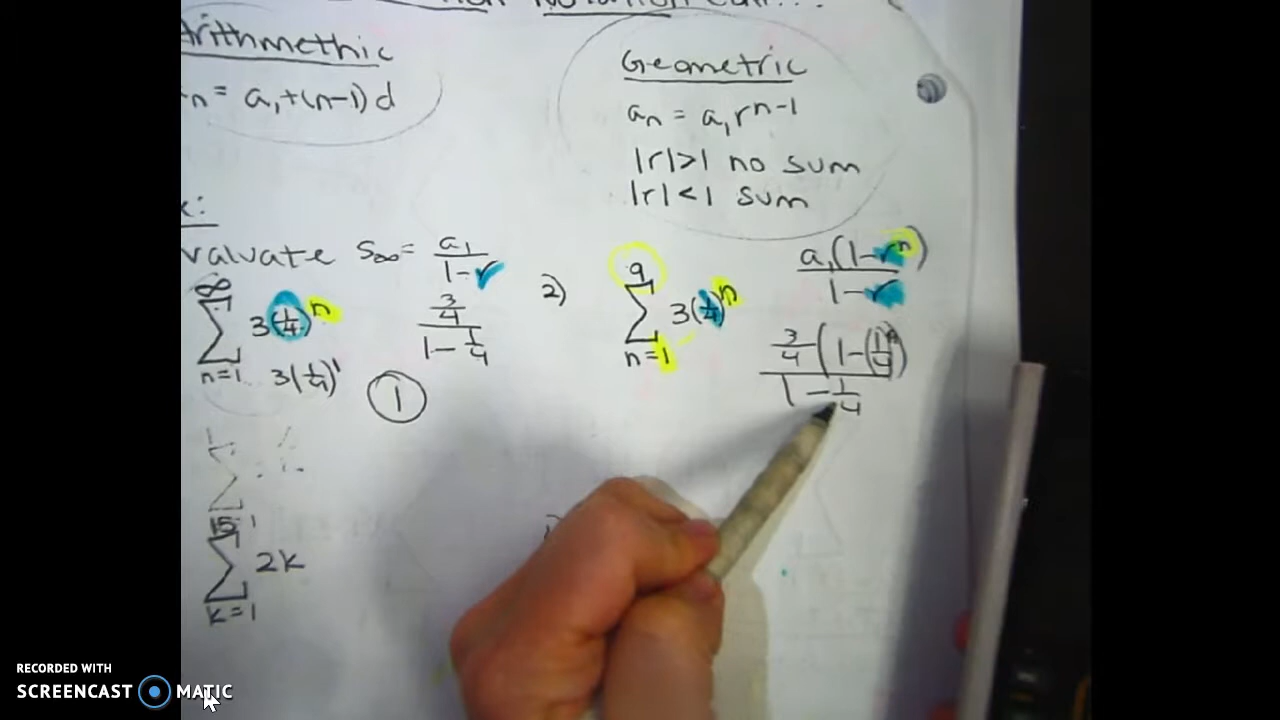 Notation
Arithmethic
n = a₁+(n-1)d
Geometric
aₙ = a₁rⁿ⁻¹
|r|>1 no sum
|r|<1 sum
valuate S∞ = a₁/(1-r)
∞ Σ n=1 3(1/4)ⁿ
3(1/4)¹
(3/4)/(1-1/4)
①
2) 9 Σ n=1 3(1/4)ⁿ
a₁(1-rⁿ)/(1-r)
3/4(1-(1/4)⁹)/(1-1/4)
15 Σ k=1 2k
RECORDED WITH
SCREENCAST MATIC